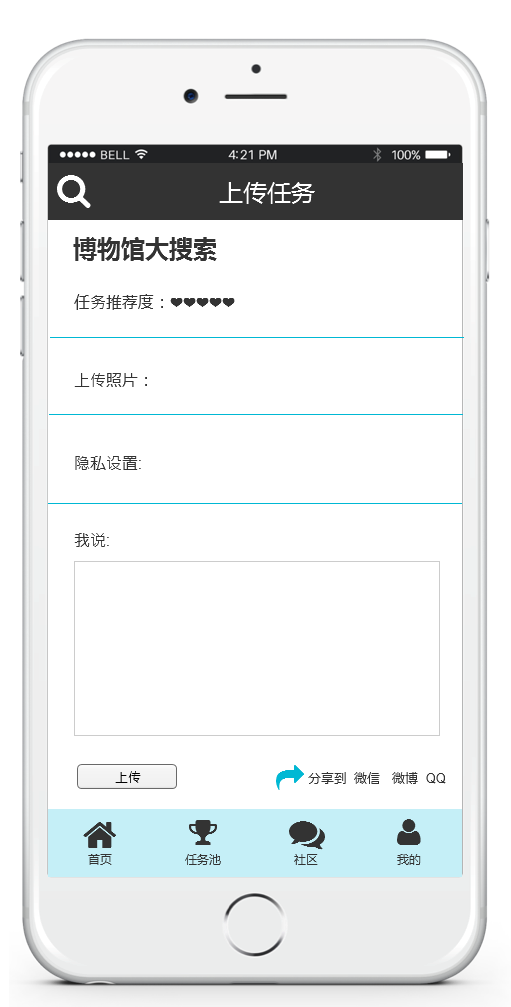 BELL 4:21 PM 100%
上传任务
博物馆大搜索
任务推荐度：
上传照片：
隐私设置:
我说:
上传 分享到 微信 微博 QQ
首页 任务池 社区 我的